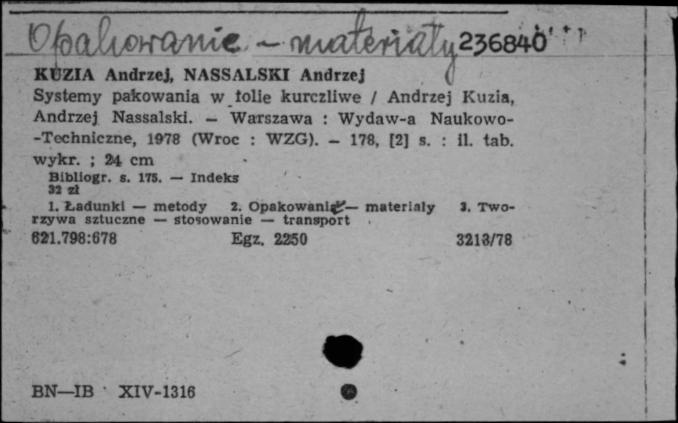 Opakowanie - materiały 236840
KUZIA Andrzej, NASSALSKI Andrzej
Systemy pakowania w folie kurczliwe / Andrzej Kuzia,
Andrzej Nassalski. — Warszawa : Wydaw-a Naukowo-
-Techniczne, 1978 (Wroc : WZG). — 178, [2] s. : il. tab.
wykr. ; 24 cm
Bibliogr. s. 175. — Indeks
32 zł
1. Ładunki — metody 2. Opakowanie — materiały 3. Two-
rzywa sztuczne — stosowanie — transport
621.798:678 Egz. 2250 3213/78
BN—IB XIV-1316